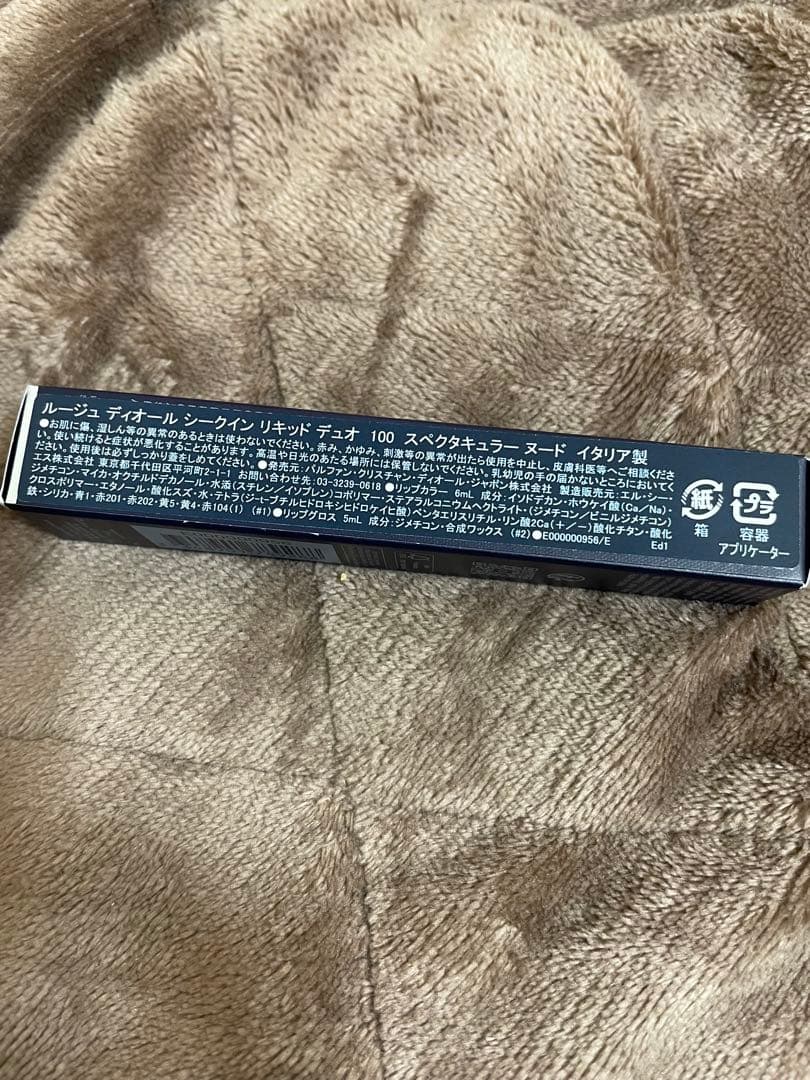 ルージュ ディオール シークイン リキッド デュオ 100 スペクタキュラー ヌード イタリア製
●お肌に傷、湿しん等の異常のあるときは使わないでください。赤み、かゆみ、刺激等の異常が出たら使用を中止し、皮膚科医等へご相談くださ
い。使い続けると症状が悪化することがあります。高温や日光のあたる場所には保管しないでください。乳幼児の手の届かないところにおいてくだ
さい。使用後は必ずしっかり蓋をしめてください。●発売元:パルファン・クリスチャン・ディオール・ジャポン株式会社 製造販売元:エル・シー・
エス株式会社 東京都千代田区平河町2-1-1 お問い合わせ先:03-3239-0618 ●リップカラー 6mL 成分:イソドデカン・ホウケイ酸(Ca/Na)・
ジメチコン・マイカ・オクチルドデカノール・水添(スチレン/イソプレン)コポリマー・ステアラルコニウムヘクトライト・(ジメチコン/ビニルジメチコン)
クロスポリマー・エタノール・酸化スズ・水・テトラ(ジ-t-ブチルヒドロキシヒドロケイヒ酸)ペンタエリスリチル・リン酸2Ca(+/-)酸化チタン・酸化
鉄・シリカ・青1・赤201・赤202・黄5・黄4・赤104(1) (#1)●リップグロス 5mL 成分:ジメチコン・合成ワックス (#2)●E000000956/E Ed1
紙
箱
プラ
容器
アプリケーター